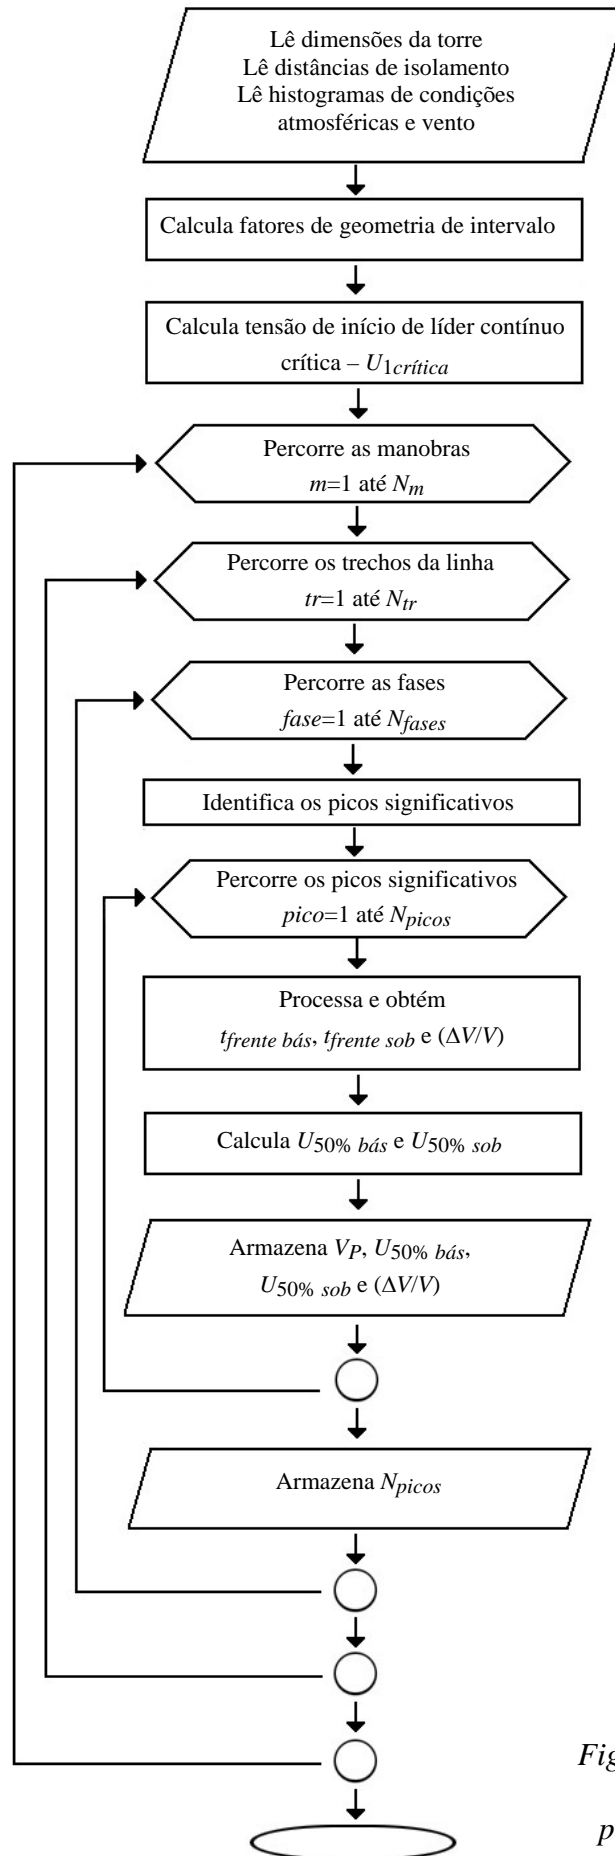 Lê dimensões da torre
Lê distâncias de isolamento
Lê histogramas de condições
atmosféricas e vento
Calcula fatores de geometria de intervalo
Calcula tensão de início de líder contínuo
crítica – U1crítica
Percorre as manobras
m=1 até Nm
Percorre os trechos da linha
tr=1 até Ntr
Percorre as fases
fase=1 até Nfases
Identifica os picos significativos
Percorre os picos significativos
pico=1 até Npicos
Processa e obtém
tfrente bás, tfrente sob e (ΔV/V)
Calcula U50% bás e U50% sob
Armazena VP, U50% bás,
U50% sob e (ΔV/V)
Armazena Npicos
Fig
p